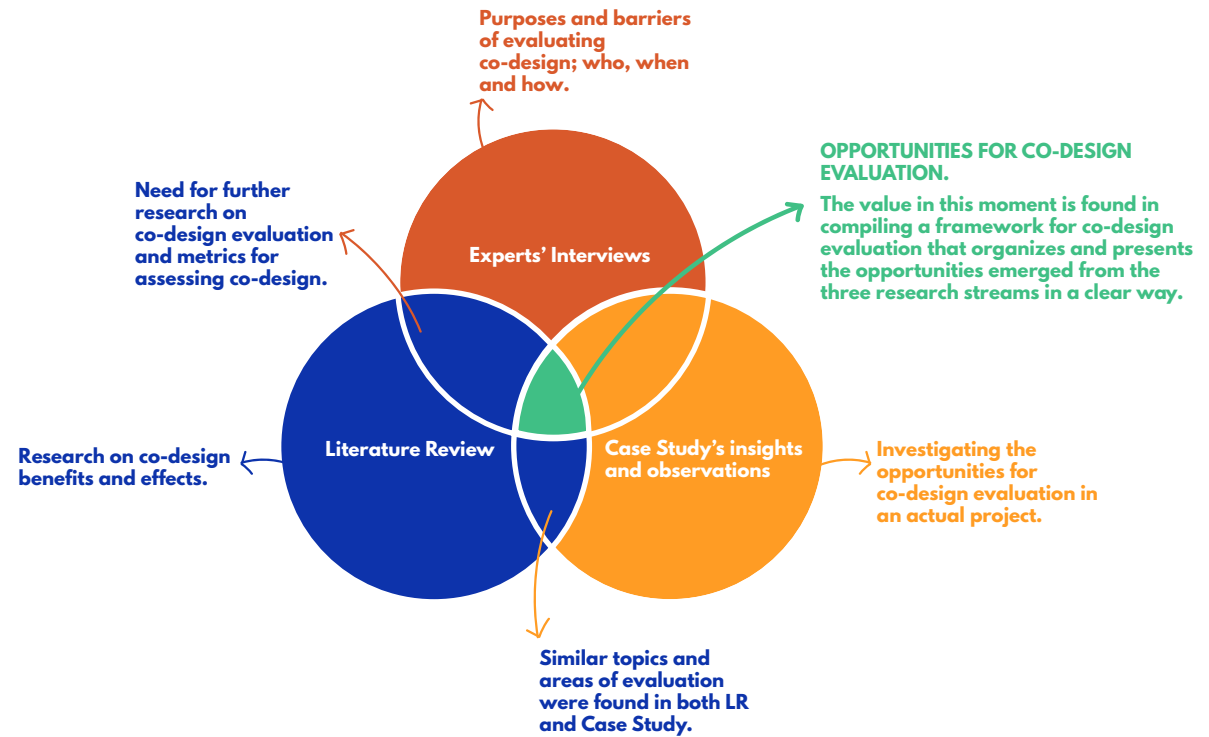 Purposes and barriers
of evaluating
co-design; who, when
and how.
OPPORTUNITIES FOR CO-DESIGN
EVALUATION.
The value in this moment is found in
compiling a framework for co-design
evaluation that organizes and presents
the opportunities emerged from the
three research streams in a clear way.
Need for further
research on
co-design evaluation
and metrics for
assessing co-design.
Experts’ Interviews
Literature Review
Case Study’s insights
and observations
Research on co-design
benefits and effects.
Investigating the
opportunities for
co-design evaluation in
an actual project.
Similar topics and
areas of evaluation
were found in both LR
and Case Study.